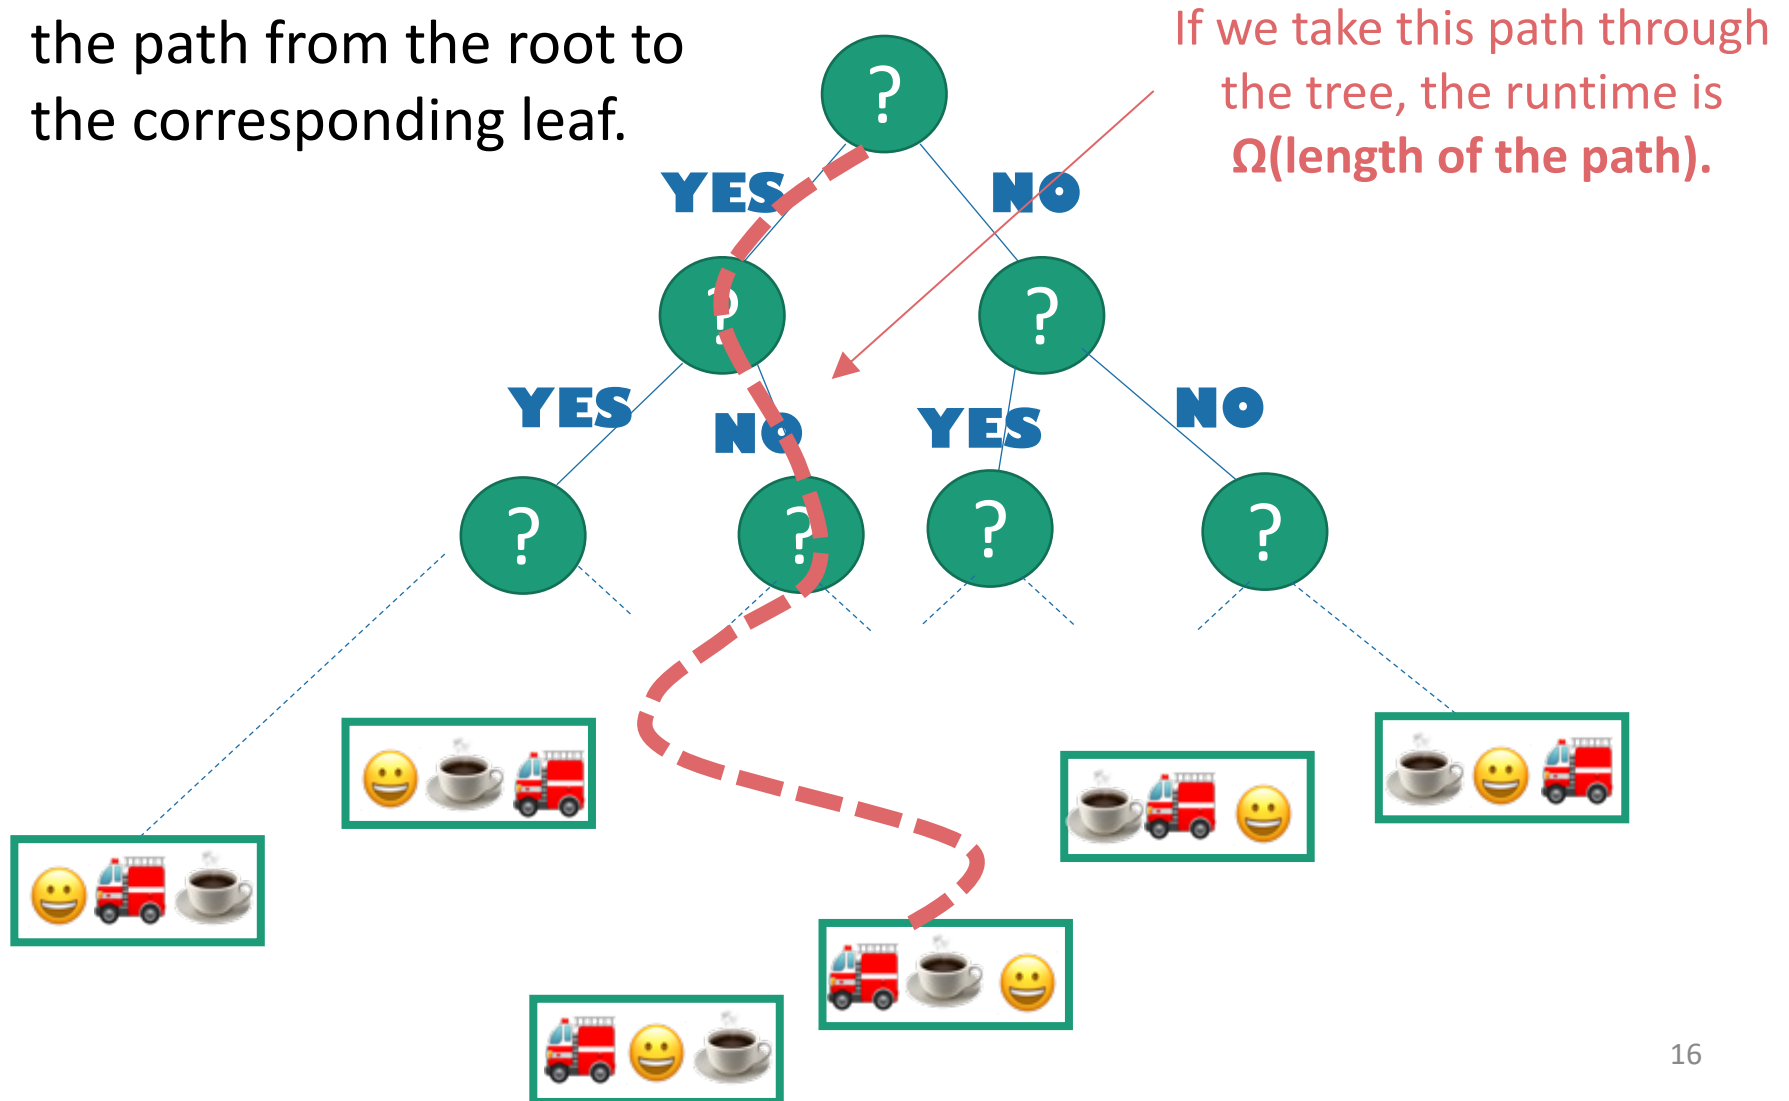 the path from the root to
the corresponding leaf.
If we take this path through
the tree, the runtime is
Ω(length of the path).
?
YES
NO
?
?
YES
NO
YES
NO
?
?
?
?
16